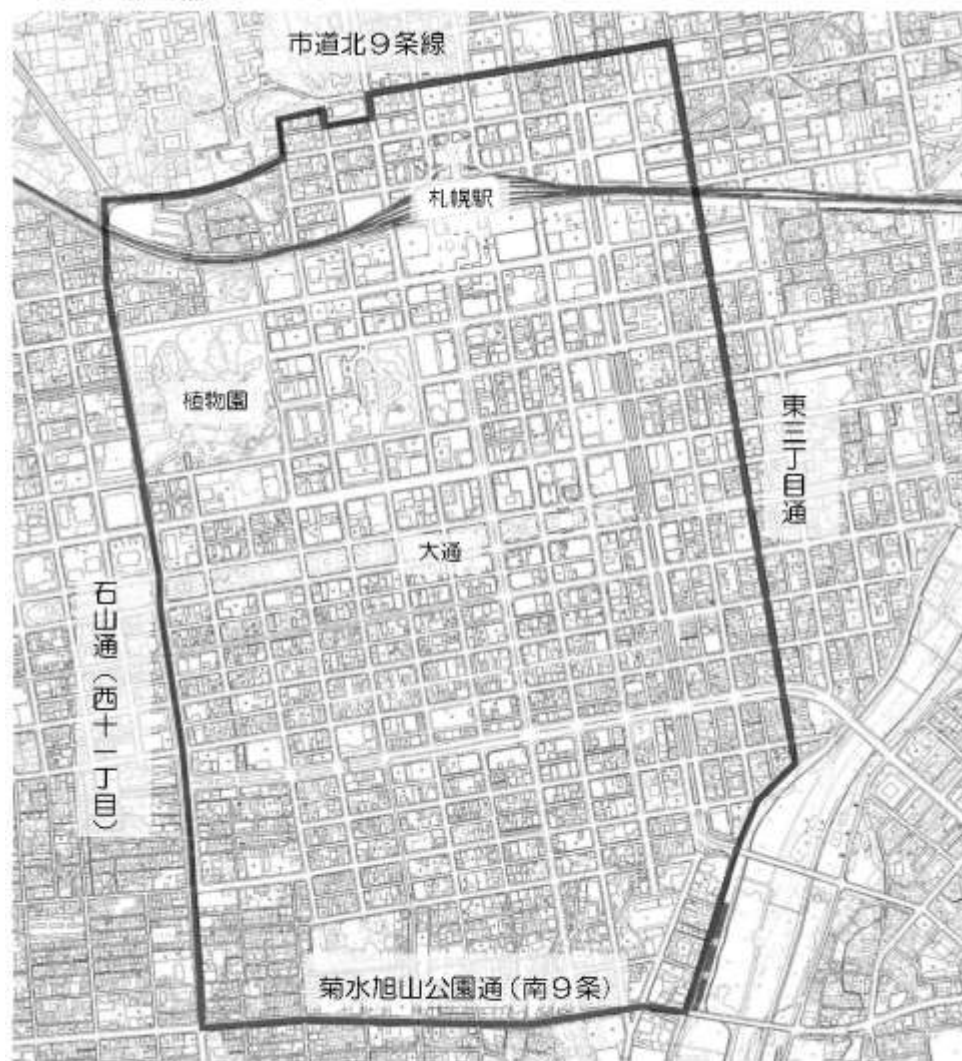 市道北9条線
札幌駅
植物園
東三丁目通
大通
石山通(西十一丁目)
菊水旭山公園通(南9条)